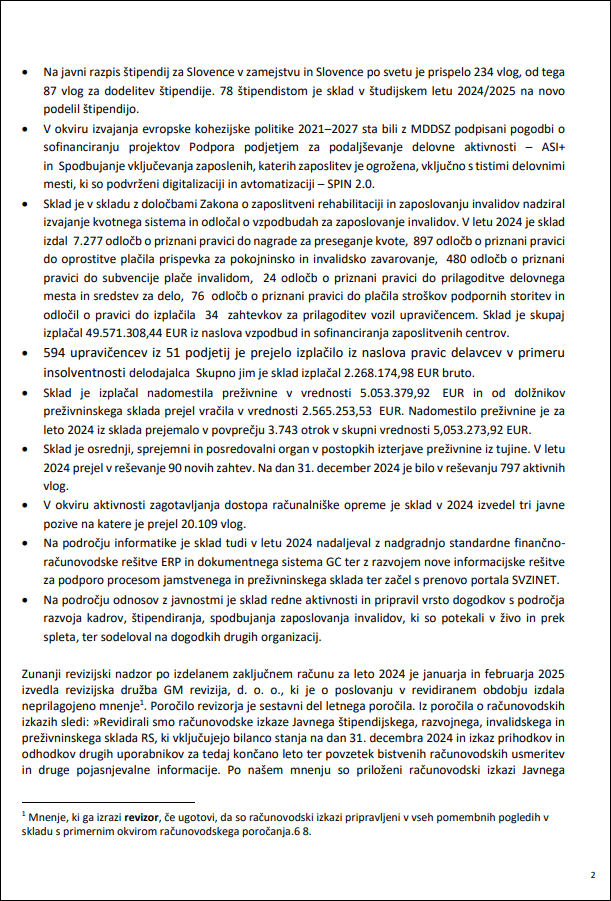 • Na javni razpis štipendij za Slovence v zamejstvu in Slovence po svetu je prispelo 234 vlog, od tega
87 vlog za dodelitev štipendije. 78 štipendistom je sklad v študijskem letu 2024/2025 na novo
podelil štipendijo.
• V okviru izvajanja evropske kohezijske politike 2021–2027 sta bili z MDDSZ podpisani pogodbi o
sofinanciranju projektov Podpora podjetjem za podaljševanje delovne aktivnosti – ASI+
in Spodbujanje vključevanja zaposlenih, katerih zaposlitev je ogrožena, vključno s tistimi delovnimi
mesti, ki so podvrženi digitalizaciji in avtomatizaciji – SPIN 2.0.
• Sklad je v skladu z določbami Zakona o zaposlitveni rehabilitaciji in zaposlovanju invalidov nadziral
izvajanje kvotnega sistema in odločal o vzpodbudah za zaposlovanje invalidov. V letu 2024 je sklad
izdal 7.277 odločb o priznani pravici do nagrade za preseganje kvote, 897 odločb o priznani pravici
do oprostitve plačila prispevka za pokojninsko in invalidsko zavarovanje, 480 odločb o priznani
pravici do subvencije plače invalidom, 24 odločb o priznani pravici do prilagoditve delovnega
mesta in sredstev za delo, 76 odločb o priznani pravici do plačila stroškov podpornih storitev in
odločil o pravici do izplačila 34 zahtevkov za prilagoditev vozil upravičencem. Sklad je skupaj
izplačal 49.571.308,44 EUR iz naslova vzpodbud in sofinanciranja zaposlitvenih centrov.
• 594 upravičencev iz 51 podjetij je prejelo izplačilo iz naslova pravic delavcev v primeru
insolventnosti delodajalca Skupno jim je sklad izplačal 2.268.174,98 EUR bruto.
• Sklad je izplačal nadomestila preživnine v vrednosti 5.053.379,92 EUR in od dolžnikov
preživninskega sklada prejel vračila v vrednosti 2.565.253,53 EUR. Nadomestilo preživnine je za
leto 2024 iz sklada prejemalo v povprečju 3.743 otrok v skupni vrednosti 5,053.273,92 EUR.
• Sklad je osrednji, sprejemni in posredovalni organ v postopkih izterjave preživnine iz tujine. V letu
2024 prejel v reševanje 90 novih zahtev. Na dan 31. december 2024 je bilo v reševanju 797 aktivnih
vlog.
• V okviru aktivnosti zagotavljanja dostopa računalniške opreme je sklad v 2024 izvedel tri javne
pozive na katere je prejel 20.109 vlog.
• Na področju informatike je sklad tudi v letu 2024 nadaljeval z nadgradnjo standardne finančno-
računovodske rešitve ERP in dokumentnega sistema GC ter z razvojem nove informacijske rešitve
za podporo procesom jamstvenega in preživninskega sklada ter začel s prenovo portala SVZINET.
• Na področju odnosov z javnostmi je sklad redne aktivnosti in pripravil vrsto dogodkov s področja
razvoja kadrov, štipendiranja, spodbujanja zaposlovanja invalidov, ki so potekali v živo in prek
spleta, ter sodeloval na dogodkih drugih organizacij.
Zunanji revizijski nadzor po izdelanem zaključnem računu za leto 2024 je januarja in februarja 2025
izvedla revizijska družba GM revizija, d. o. o., ki je o poslovanju v revidiranem obdobju izdala
neprilagojeno mnenje¹. Poročilo revizorja je sestavni del letnega poročila. Iz poročila o računovodskih
izkazih sledi: »Revidirali smo računovodske izkaze Javnega štipendijskega, razvojnega, invalidskega in
preživninskega sklada RS, ki vključujejo bilanco stanja na dan 31. decembra 2024 in izkaz prihodkov in
odhodkov drugih uporabnikov za tedaj končano leto ter povzetek bistvenih računovodskih usmeritev
in druge pojasnjevalne informacije. Po našem mnenju so priloženi računovodski izkazi Javnega
¹ Mnenje, ki ga izrazi revizor, če ugotovi, da so računovodski izkazi pripravljeni v vseh pomembnih pogledih v
skladu s primernim okvirom računovodskega poročanja.6 8.
2